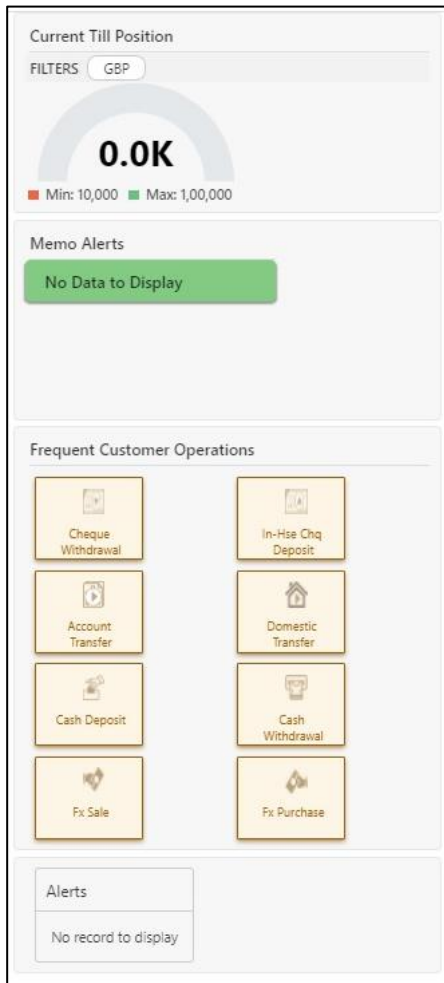 Current Till Position
FILTERS GBP
0.0K
Min: 10,000 Max: 1,00,000
Memo Alerts
No Data to Display
Frequent Customer Operations
Cheque
Withdrawal
In-Hse Chq
Deposit
Account
Transfer
Domestic
Transfer
Cash Deposit
Cash
Withdrawal
Fx Sale
Fx Purchase
Alerts
No record to display